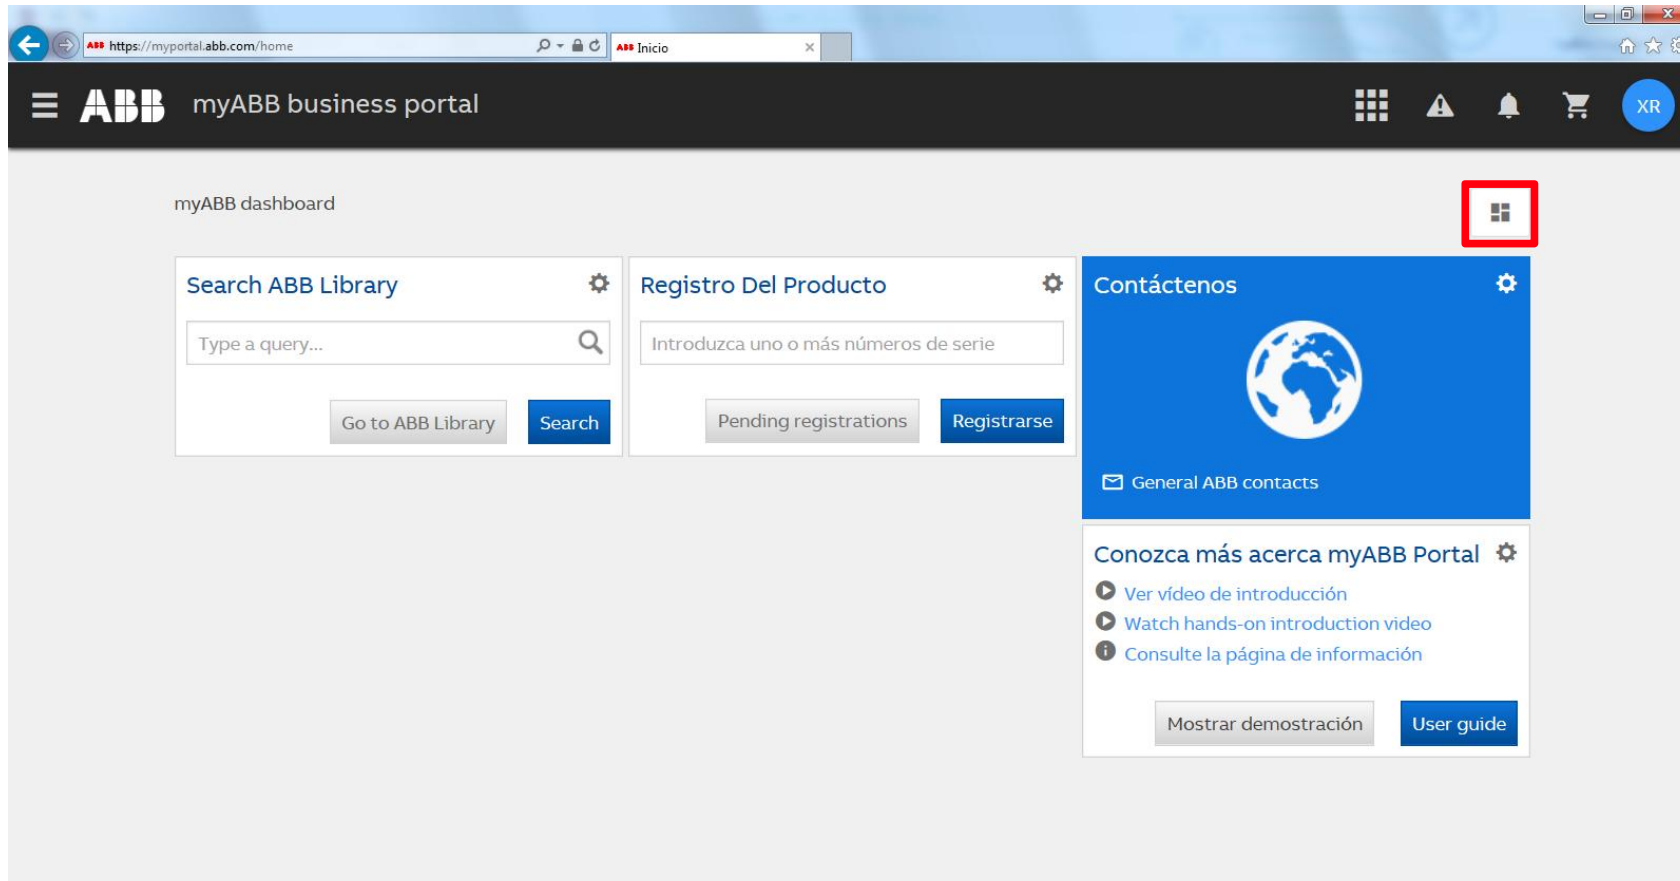 ABB https://myportal.abb.com/home
ABB Inicio
ABB myABB business portal
XR
myABB dashboard
Search ABB Library
Type a query...
Go to ABB Library
Search
Registro Del Producto
Introduzca uno o más números de serie
Pending registrations
Registrarse
Contáctenos
General ABB contacts
Conozca más acerca myABB Portal
Ver vídeo de introducción
Watch hands-on introduction video
Consulte la página de información
Mostrar demostración
User guide